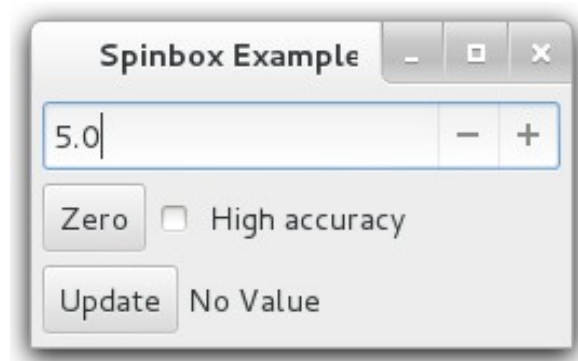 Spinbox Example
5.0 − +
Zero High accuracy
Update No Value